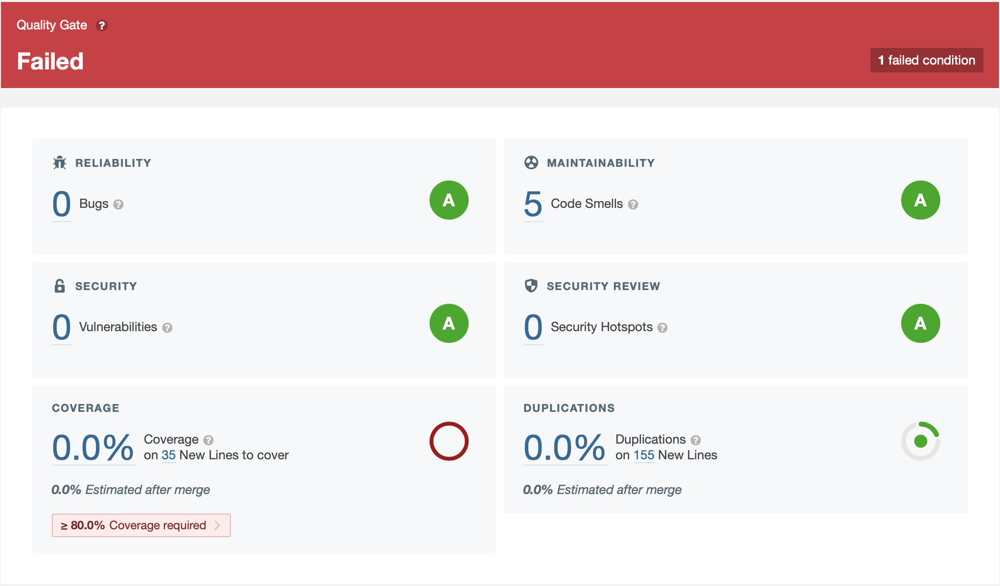 Quality Gate ?
Failed
1 failed condition
RELIABILITY
0 Bugs ?
A
MAINTAINABILITY
5 Code Smells ?
A
SECURITY
0 Vulnerabilities ?
A
SECURITY REVIEW
0 Security Hotspots ?
A
COVERAGE
0.0% Coverage ?
on 35 New Lines to cover
0.0% Estimated after merge
≥ 80.0% Coverage required
DUPLICATIONS
0.0% Duplications ?
on 155 New Lines
0.0% Estimated after merge